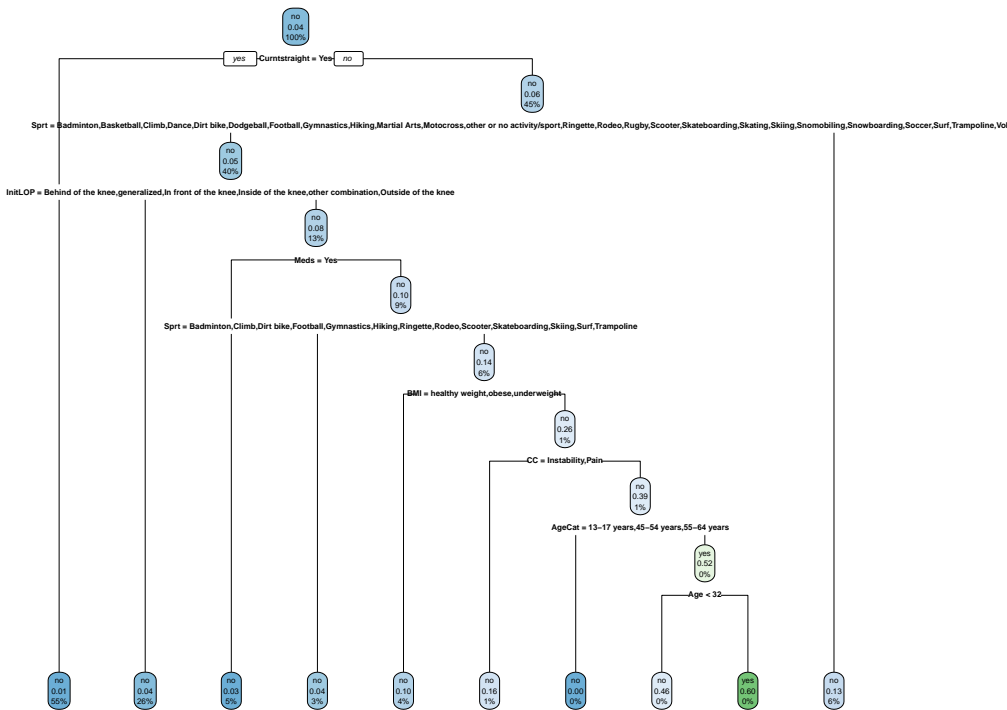 no
0.04
100%
yes Curntstraight = Yes no
no
0.06
45%
Sprt = Badminton,Basketball,Climb,Dance,Dirt bike,Dodgeball,Football,Gymnastics,Hiking,Martial Arts,Motocross,other or no activity/sport,Ringette,Rodeo,Rugby,Scooter,Skateboarding,Skating,Skiing,Snomobiling,Snowboarding,Soccer,Surf,Trampoline,Vol
no
0.05
40%
InitLOP = Behind of the knee,generalized,In front of the knee,Inside of the knee,other combination,Outside of the knee
no
0.08
13%
Meds = Yes
no
0.10
9%
Sprt = Badminton,Climb,Dirt bike,Football,Gymnastics,Hiking,Ringette,Rodeo,Scooter,Skateboarding,Skiing,Surf,Trampoline
no
0.14
6%
BMI = healthy weight,obese,underweight
no
0.26
1%
CC = Instability,Pain
no
0.39
1%
AgeCat = 13–17 years,45–54 years,55–64 years
yes
0.52
0%
Age < 32
no no no no no no no no yes no
0.01 0.04 0.03 0.04 0.10 0.16 0.00 0.46 0.60 0.13
55% 26% 5% 3% 4% 1% 0% 0% 0% 6%